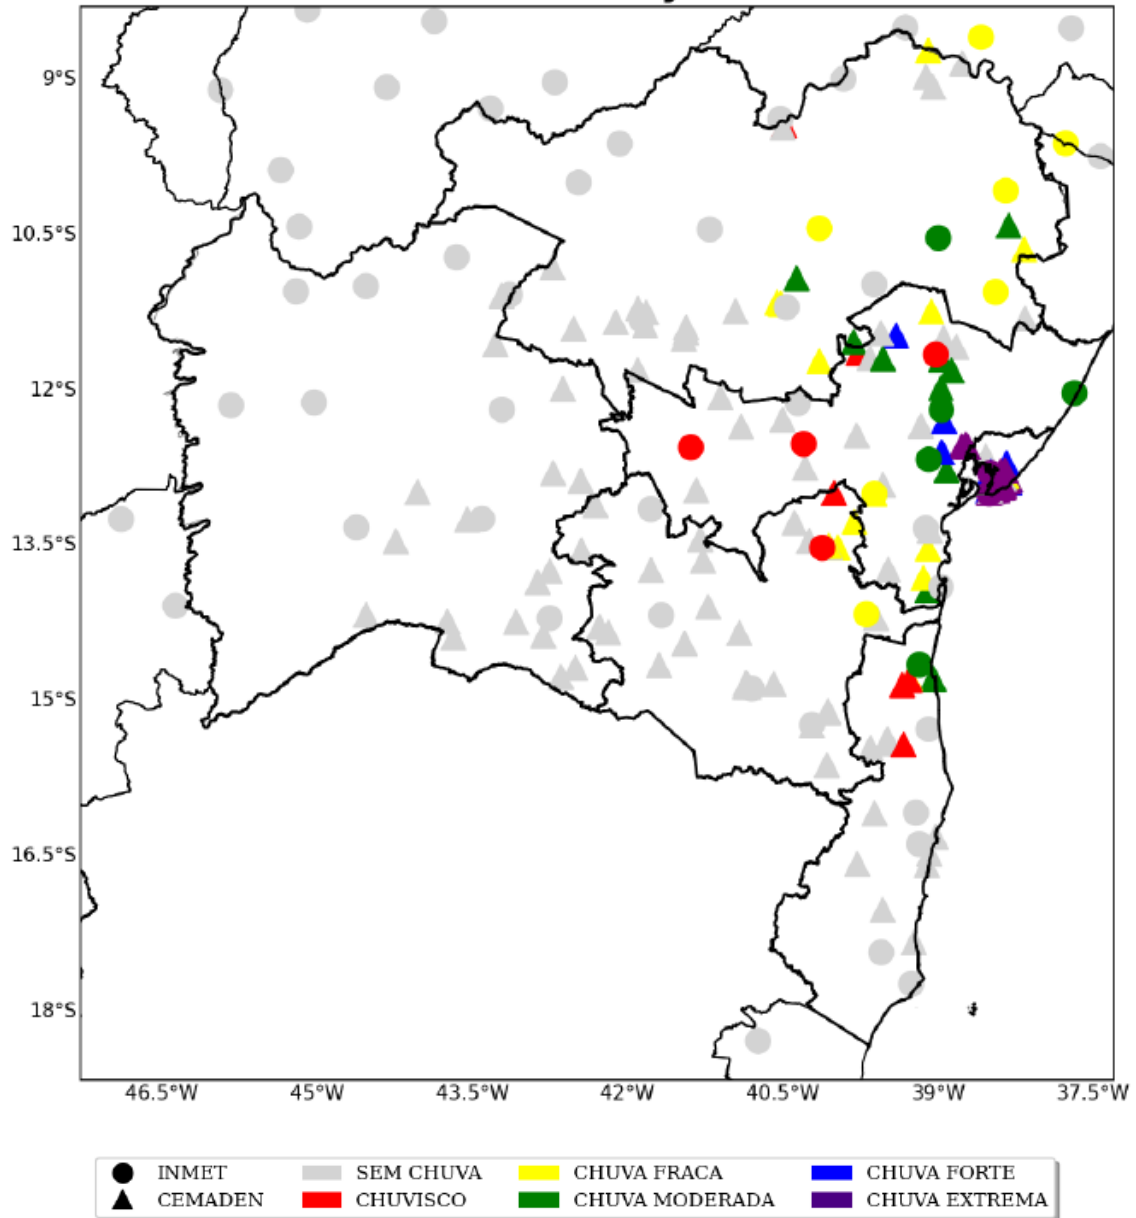 9°S
10.5°S
12°S
13.5°S
15°S
16.5°S
18°S
46.5°W 45°W 43.5°W 42°W 40.5°W 39°W 37.5°W
INMET SEM CHUVA CHUVA FRACA CHUVA FORTE
CEMADEN CHUVISCO CHUVA MODERADA CHUVA EXTREMA